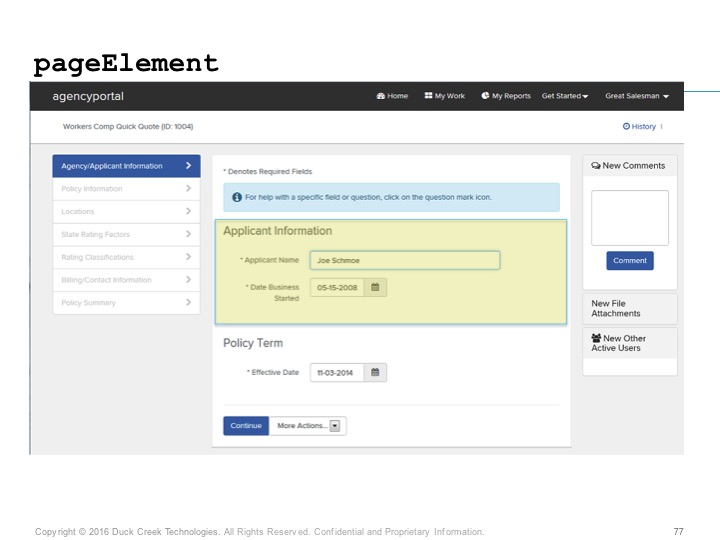 pageElement
agencyportal
Home My Work My Reports Get Started Great Salesman
Workers Comp Quick Quote (ID: 1004)
History
Agency/Applicant Information
Policy Information
Locations
State Rating Factors
Rating Classifications
Billing/Contact Information
Policy Summary
* Denotes Required Fields
For help with a specific field or question, click on the question mark icon.
Applicant Information
* Applicant Name Joe Schmoe
* Date Business
Started
05-15-2008
Policy Term
* Effective Date 11-03-2014
Continue More Actions...
New Comments
Comment
New File
Attachments
New Other
Active Users
Copyright © 2016 Duck Creek Technologies. All Rights Reserved. Confidential and Proprietary Information.
77